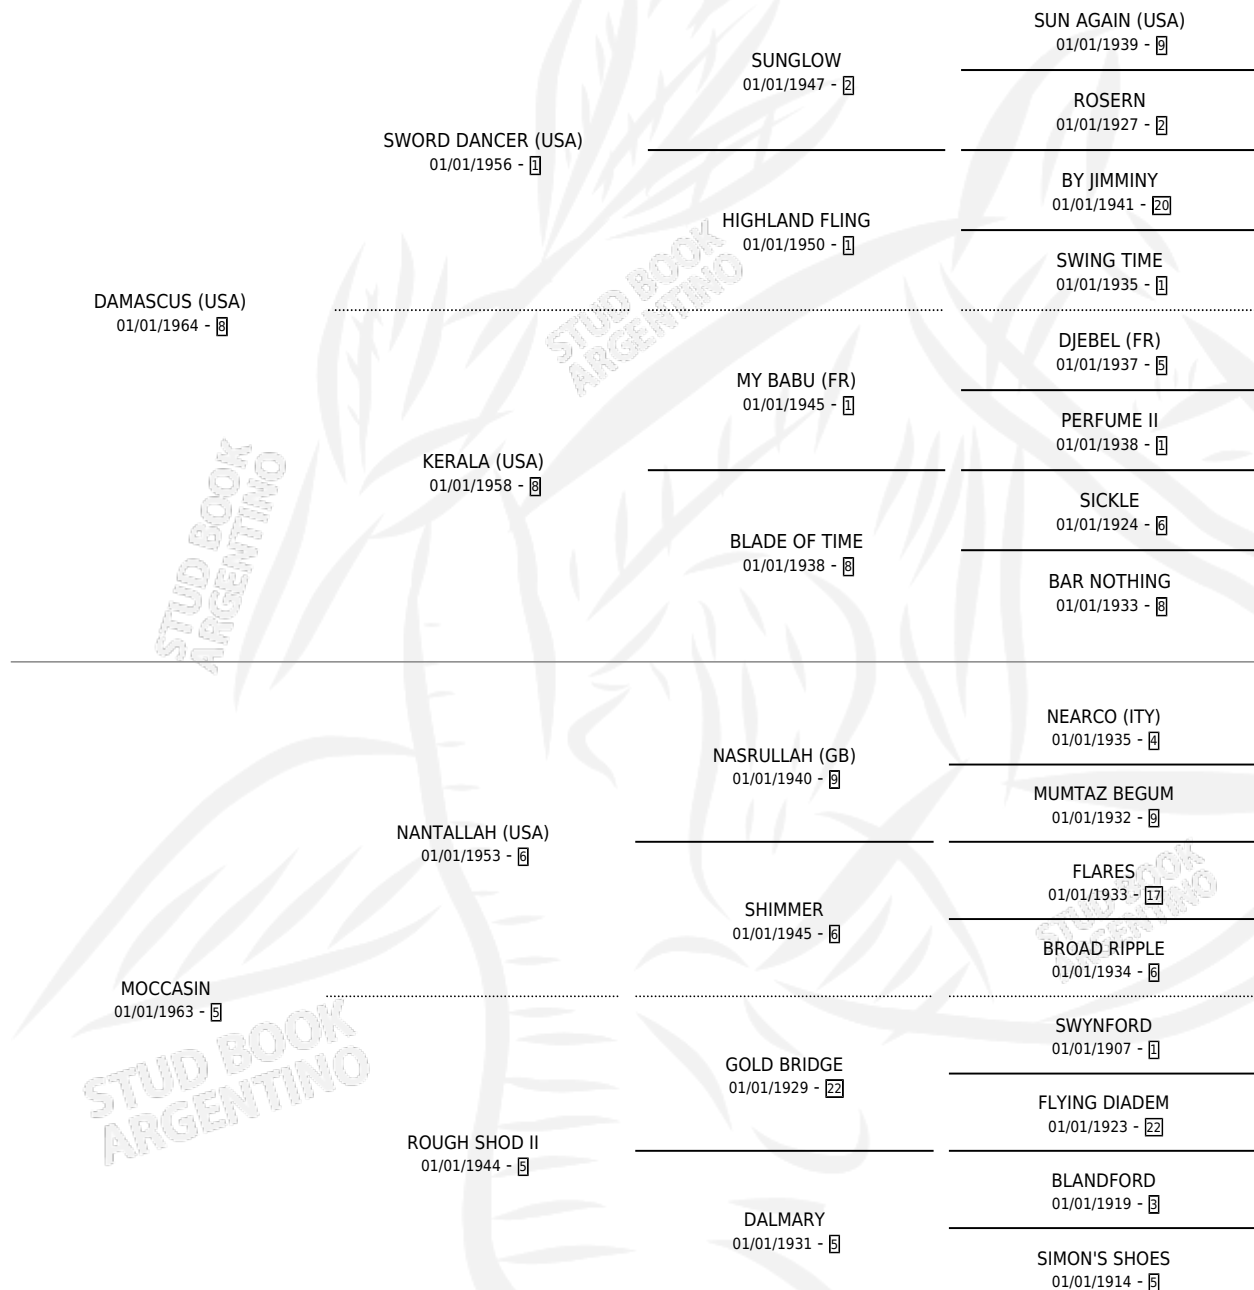 SUN AGAIN (USA)
01/01/1939 - 9
SUNGLOW
01/01/1947 - 2
ROSERN
01/01/1927 - 2
SWORD DANCER (USA)
01/01/1956 - 1
BY JIMMINY
01/01/1941 - 20
HIGHLAND FLING
01/01/1950 - 1
SWING TIME
01/01/1935 - 1
DAMASCUS (USA)
01/01/1964 - 8
DJEBEL (FR)
01/01/1937 - 5
MY BABU (FR)
01/01/1945 - 1
PERFUME II
01/01/1938 - 1
KERALA (USA)
01/01/1958 - 8
SICKLE
01/01/1924 - 6
BLADE OF TIME
01/01/1938 - 8
BAR NOTHING
01/01/1933 - 8
NEARCO (ITY)
01/01/1935 - 4
NASRULLAH (GB)
01/01/1940 - 9
MUMTAZ BEGUM
01/01/1932 - 9
NANTALLAH (USA)
01/01/1953 - 6
FLARES
01/01/1933 - 17
SHIMMER
01/01/1945 - 6
BROAD RIPPLE
01/01/1934 - 6
MOCCASIN
01/01/1963 - 5
SWYNFORD
01/01/1907 - 1
GOLD BRIDGE
01/01/1929 - 22
FLYING DIADEM
01/01/1923 - 22
ROUGH SHOD II
01/01/1944 - 5
BLANDFORD
01/01/1919 - 3
DALMARY
01/01/1931 - 5
SIMON'S SHOES
01/01/1914 - 5
STUD BOOK
ARGENTINO
STUD BOOK
ARGENTINO
STUD BOOK
ARGENTINO
STUD BOOK
ARGENTINO